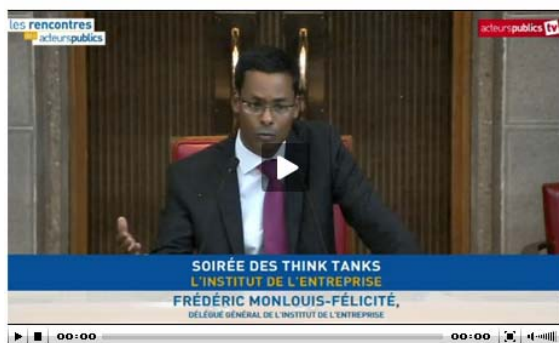 les rencontres
acteurspublics
acteurspublics tv
SOIRÉE DES THINK TANKS
L'INSTITUT DE L'ENTREPRISE
FRÉDÉRIC MONLOUIS-FÉLICITÉ,
DÉLÉGUÉ GÉNÉRAL DE L'INSTITUT DE L'ENTREPRISE
00:00
00:00